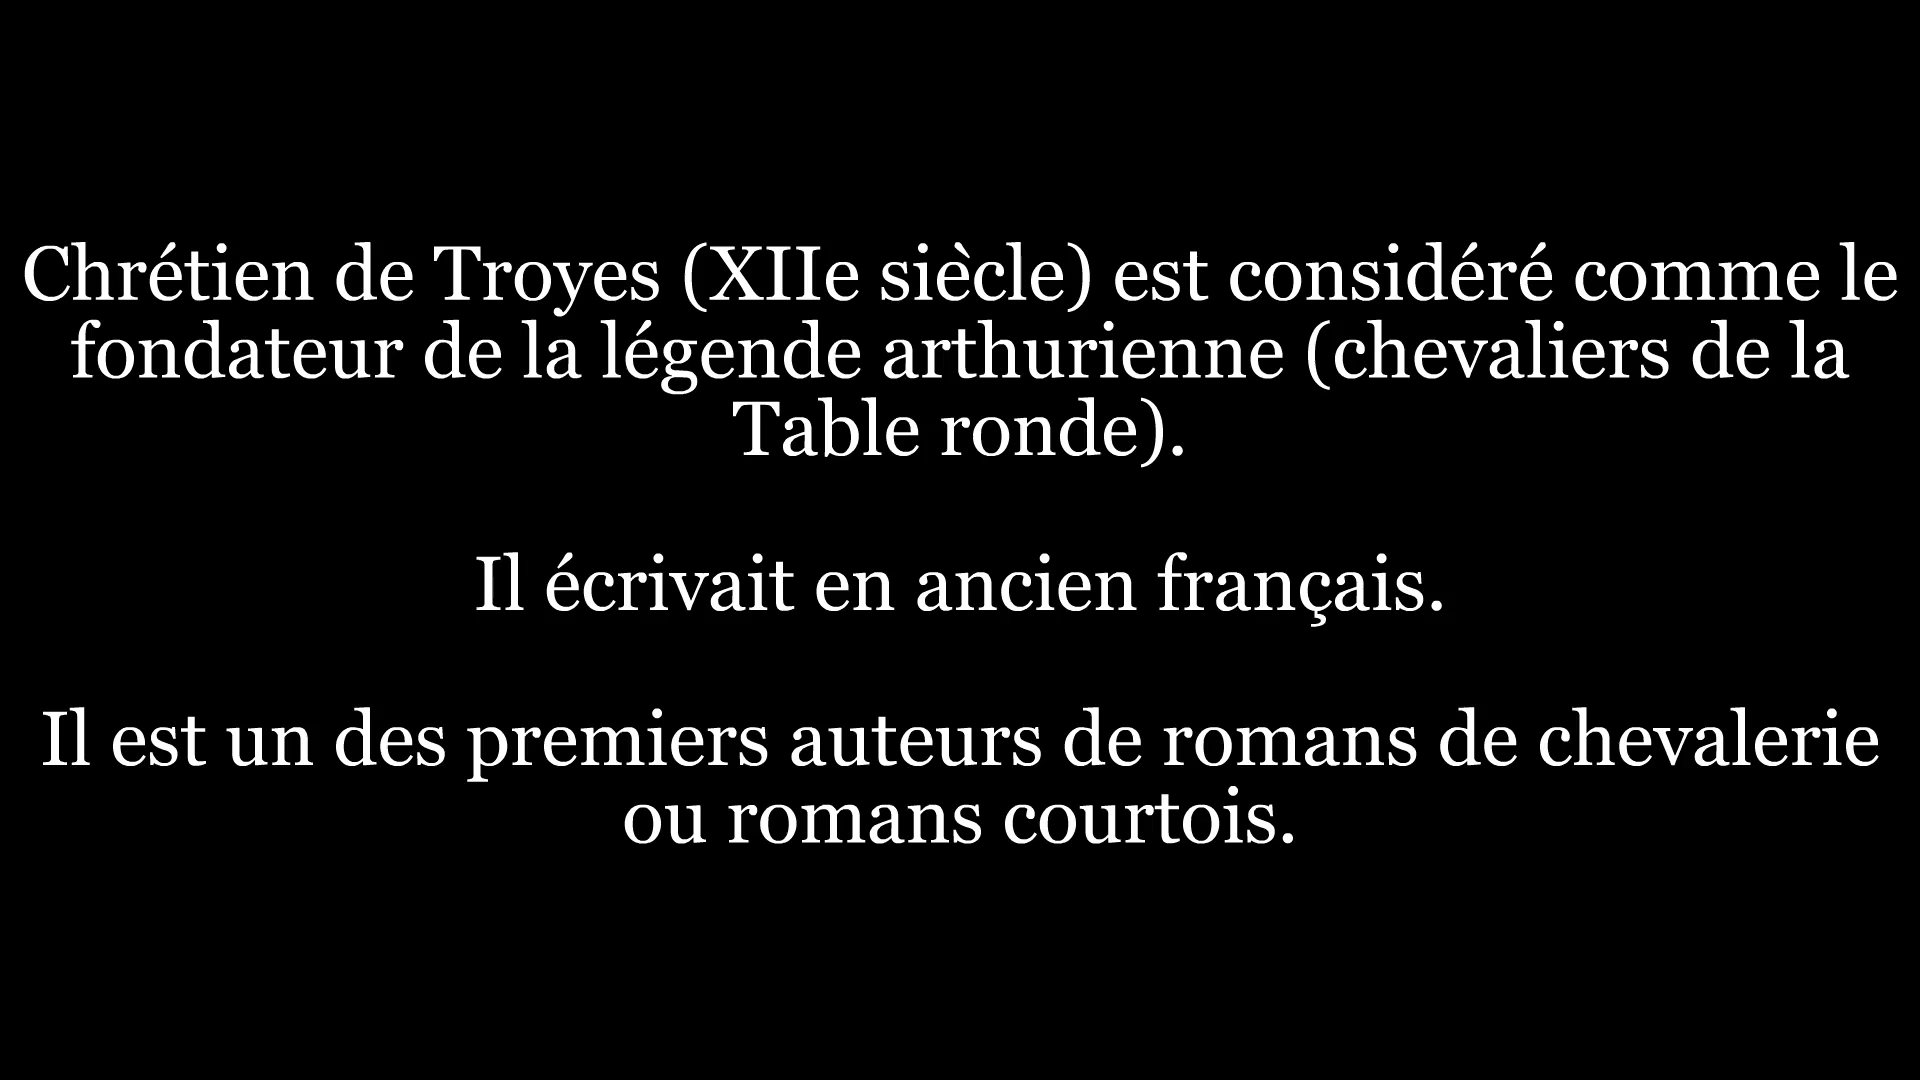 Chrétien de Troyes (XIIe siècle) est considéré comme le
fondateur de la légende arthurienne (chevaliers de la
Table ronde).
Il écrivait en ancien français.
Il est un des premiers auteurs de romans de chevalerie
ou romans courtois.